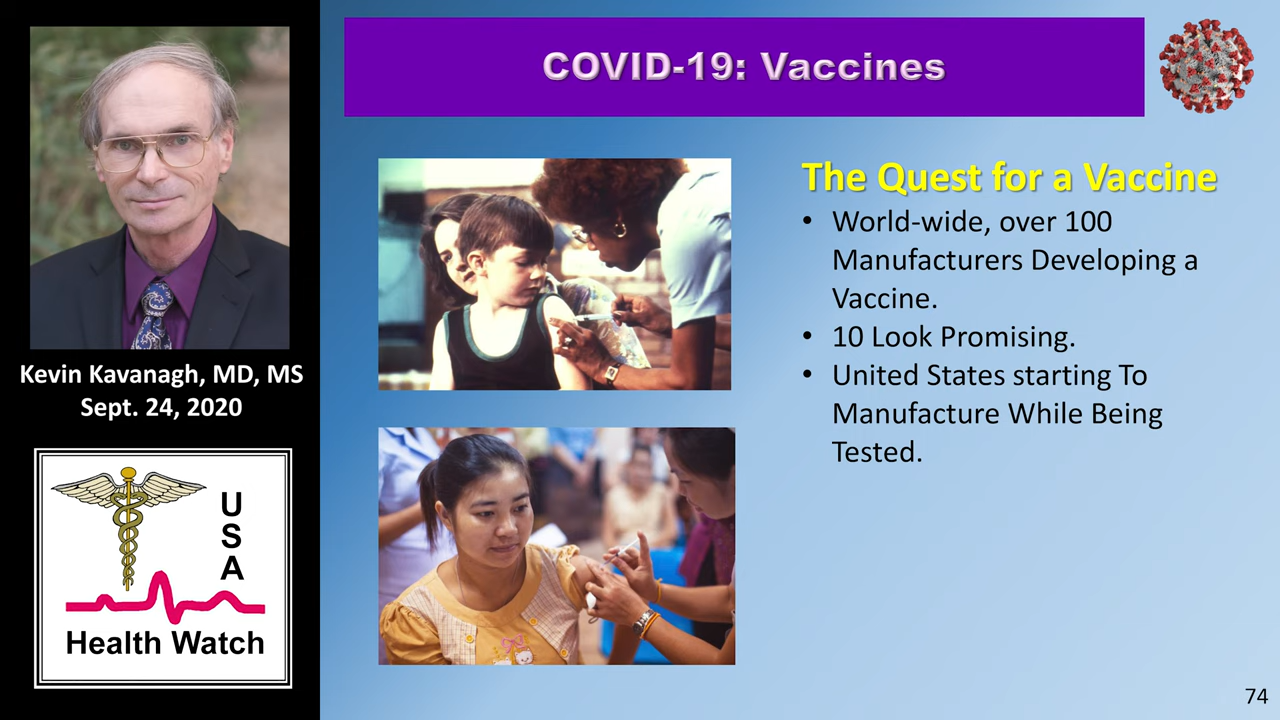 COVID-19: Vaccines
Kevin Kavanagh, MD, MS
Sept. 24, 2020
U
S
A
Health Watch
The Quest for a Vaccine
• World-wide, over 100
Manufacturers Developing a
Vaccine.
• 10 Look Promising.
• United States starting To
Manufacture While Being
Tested.
74